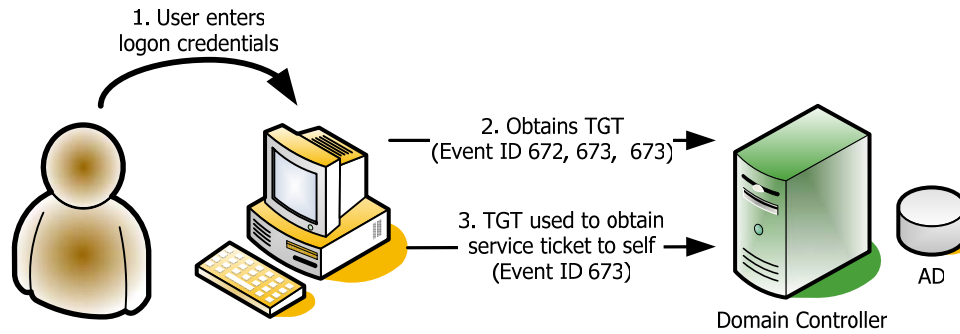 1. User enters
logon credentials
2. Obtains TGT
(Event ID 672, 673,  673)
3. TGT used to obtain
service ticket to self
(Event ID 673)
AD
Domain Controller